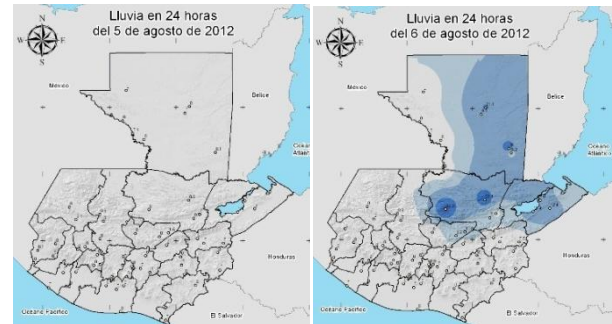 Lluvia en 24 horas
del 5 de agosto de 2012
N
W
E
S
México
Belice
Océano
Atlántico
Honduras
Océano Pacífico
El Salvador
Lluvia en 24 horas
del 6 de agosto de 2012
N
W
E
S
México
Belice
Océano
Atlántico
Honduras
Océano Pacífico
El Salvador